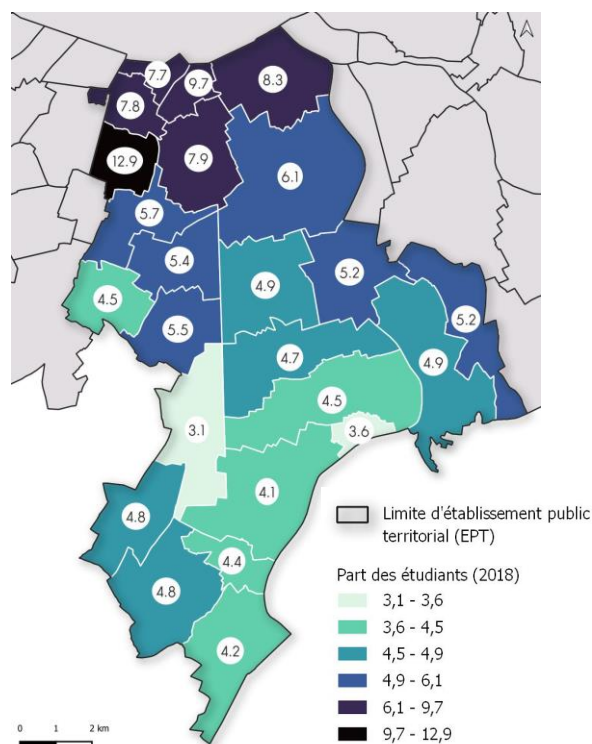 7.7
9.7
8.3
7.8
12.9
7.9
6.1
5.7
5.4
5.2
4.9
4.5
5.2
5.5
4.9
4.7
4.5
3.1
3.6
4.1
4.8
4.4
4.8
4.2
Limite d'établissement public
territorial (EPT)
Part des étudiants (2018)
3,1 - 3,6
3,6 - 4,5
4,5 - 4,9
4,9 - 6,1
6,1 - 9,7
9,7 - 12,9
0 1 2 km